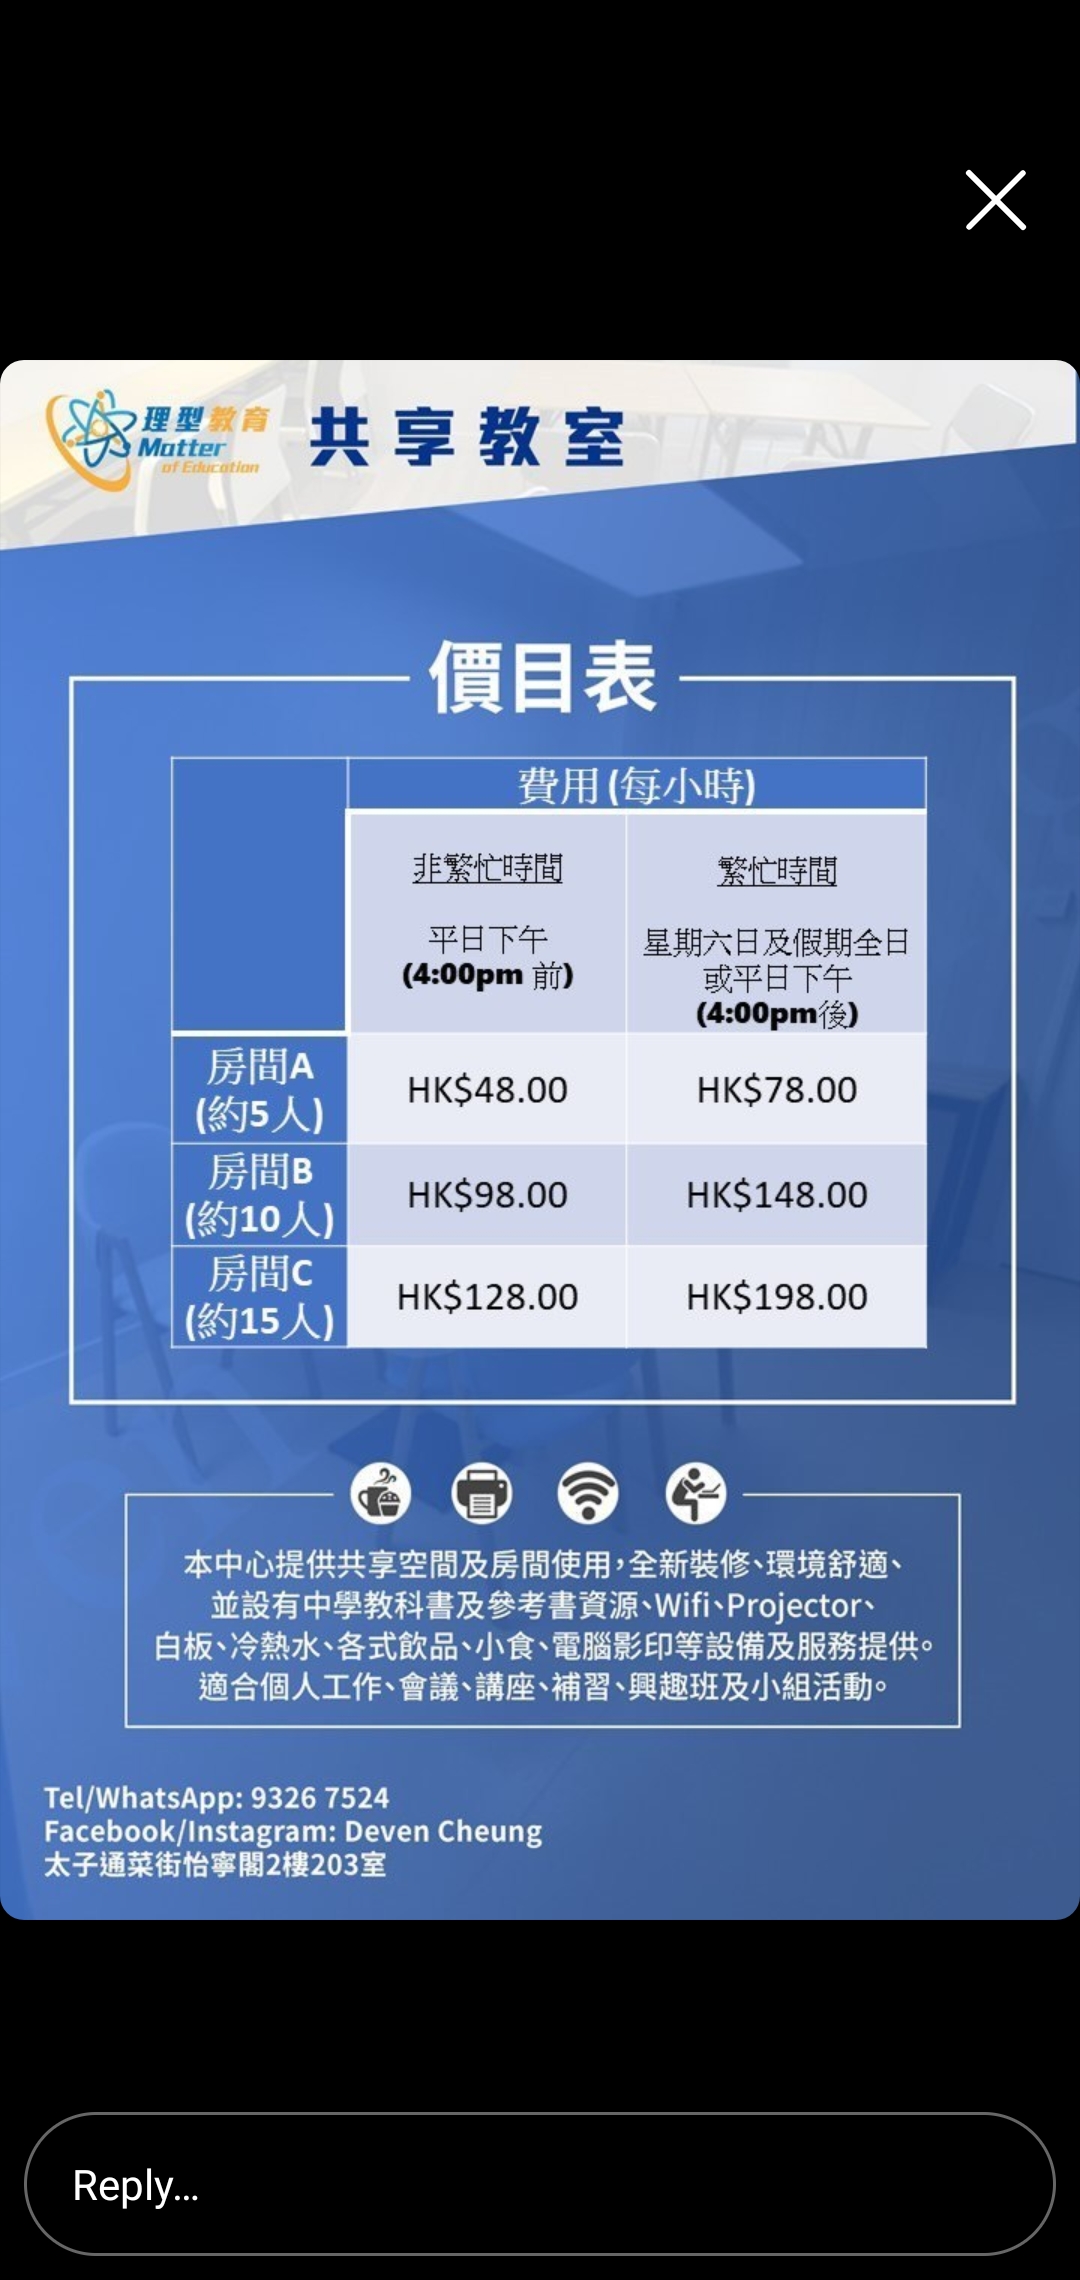 理型教育
Matter
of Education
共享教室
價目表
費用(每小時)
非繁忙時間
平日下午
(4:00pm 前)
繁忙時間
星期六日及假期全日
或平日下午
(4:00pm後)
房間A
(約5人)
HK$48.00
HK$78.00
房間B
(約10人)
HK$98.00
HK$148.00
房間C
(約15人)
HK$128.00
HK$198.00
本中心提供共享空間及房間使用,全新裝修、環境舒適、
並設有中學教科書及參考書資源、Wifi、Projector、
白板、冷熱水、各式飲品、小食、電腦影印等設備及服務提供。
適合個人工作、會議、講座、補習、興趣班及小組活動。
Tel/WhatsApp: 9326 7524
Facebook/Instagram: Deven Cheung
太子通菜街怡寧閣2樓203室
Reply...